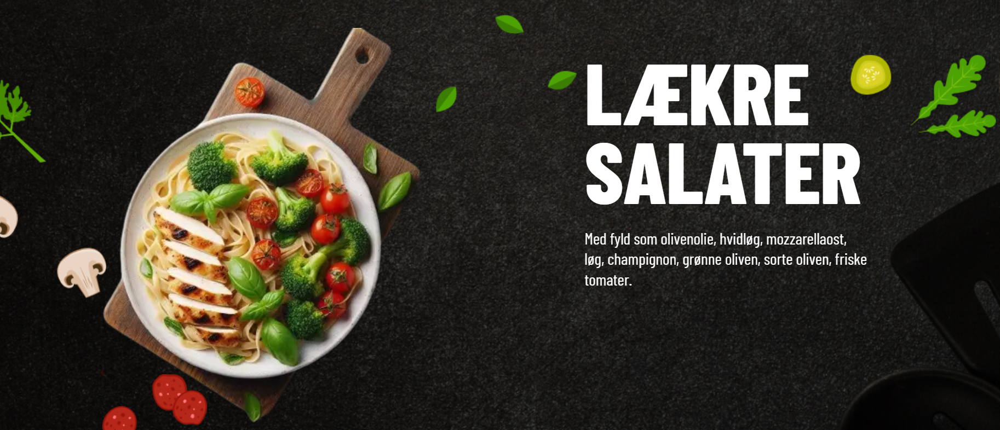 LÆKRE
SALATER
Med fyld som olivenolie, hvidløg, mozzarellaost,
løg, champignon, grønne oliven, sorte oliven, friske
tomater.